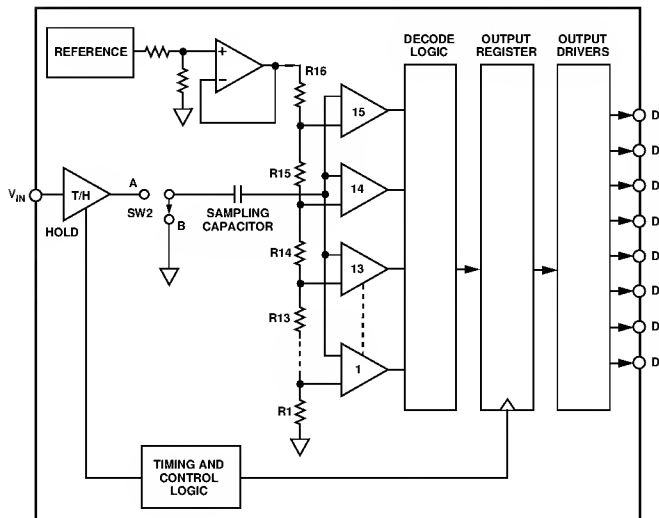 REFERENCE
R16
DECODE
LOGIC
OUTPUT
REGISTER
OUTPUT
DRIVERS
15
D
D
R15
VIN
T/H
A
14
D
SW2
B
SAMPLING
CAPACITOR
D
HOLD
R14
13
D
D
R13
D
1
D
R1
TIMING AND
CONTROL
LOGIC